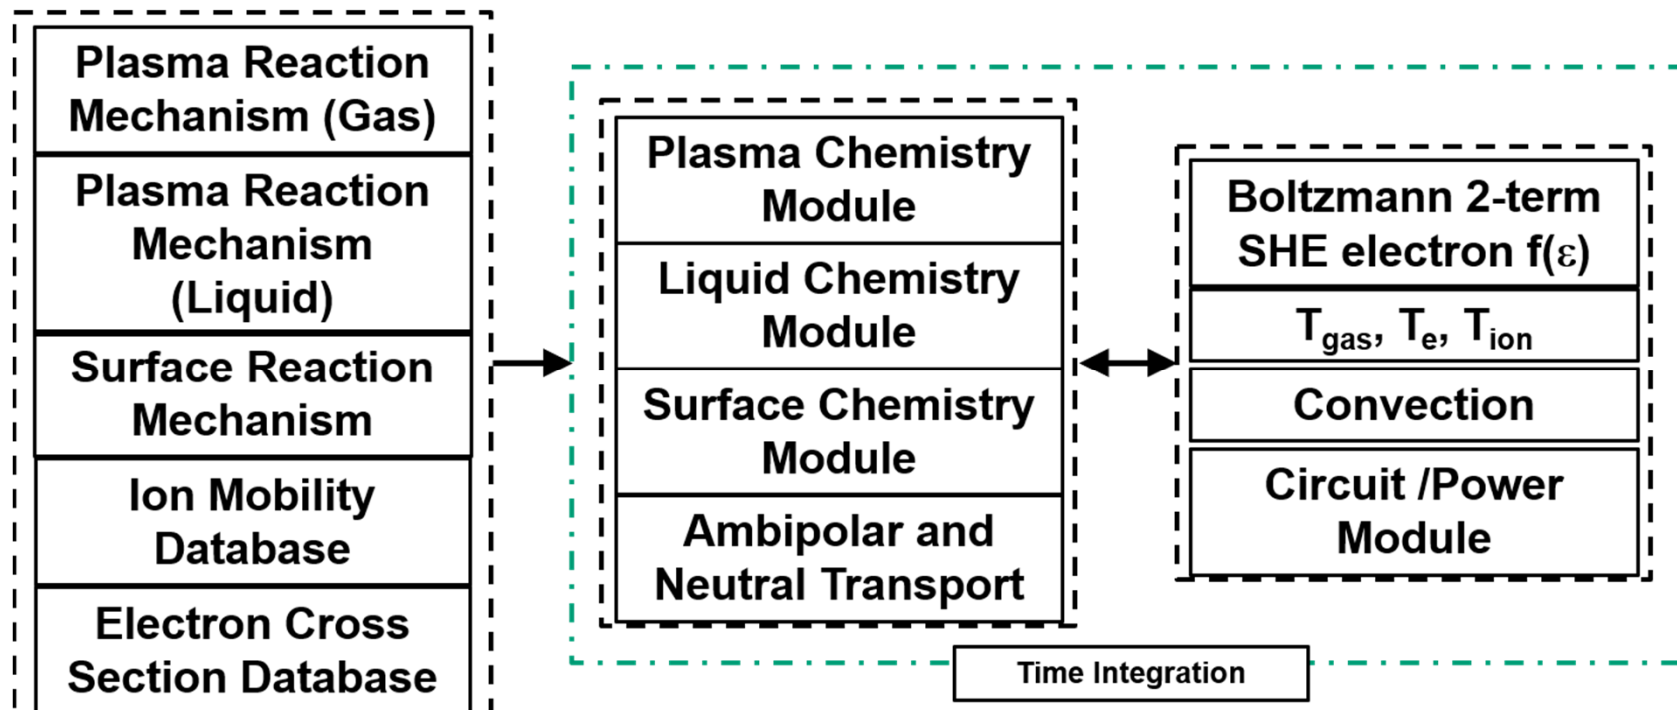 Plasma Reaction
Mechanism (Gas)
Plasma Reaction
Mechanism
(Liquid)
Surface Reaction
Mechanism
Ion Mobility
Database
Electron Cross
Section Database
Plasma Chemistry
Module
Liquid Chemistry
Module
Surface Chemistry
Module
Ambipolar and
Neutral Transport
Boltzmann 2-term
SHE electron f(ε)
Tgas, Te, Tion
Convection
Circuit /Power
Module
Time Integration